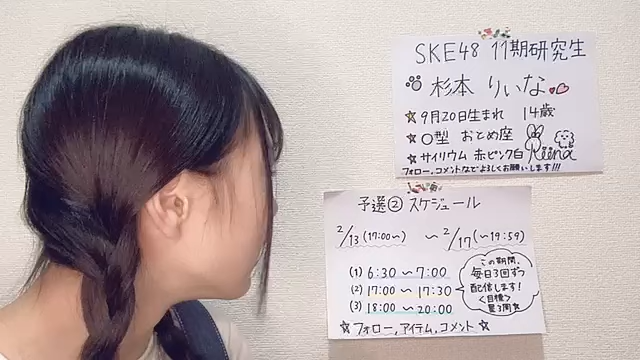 SKE48 11期研究生
杉本 りいな
☆9月20日生まれ 14歳
☆O型 おとめ座
☆サイリウム 赤ピンク白 Riina
フォロー,コメントなどよろしくお願いします!!!
予選② スケジュール
2/13(17:00〜) 〜2/17(〜19:59)
(1) 6:30〜7:00
(2) 17:00〜17:30
(3) 18:00〜20:00
この期間、
毎日3回ずつ
配信します!
<目標>
星3周☆
☆フォロー,アイテム,コメント☆